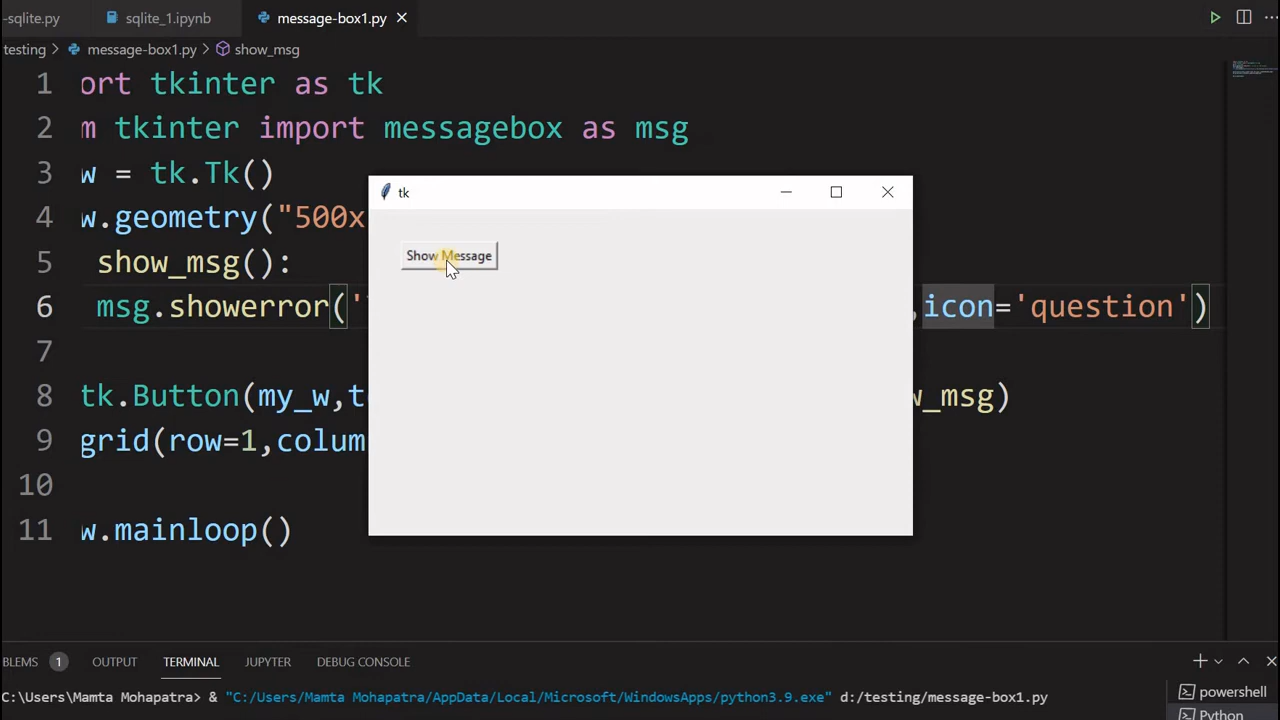 -sqlite.py sqlite_1.ipynb message-box1.py
testing > message-box1.py > show_msg
1 ort tkinter as tk
2 m tkinter import messagebox as msg
3 w = tk.Tk()
tk
4 w.geometry("500x
5 show_msg():
Show Message
6 msg.showerror(' ,icon='question')
7
8 tk.Button(my_w,t w_msg)
9 grid(row=1,colum
10
11 w.mainloop()
BLEMS 1 OUTPUT TERMINAL JUPYTER DEBUG CONSOLE
C:\Users\Mamta Mohapatra> & "C:/Users/Mamta Mohapatra/AppData/Local/Microsoft/WindowsApps/python3.9.exe" d:/testing/message-box1.py
powershell
Python